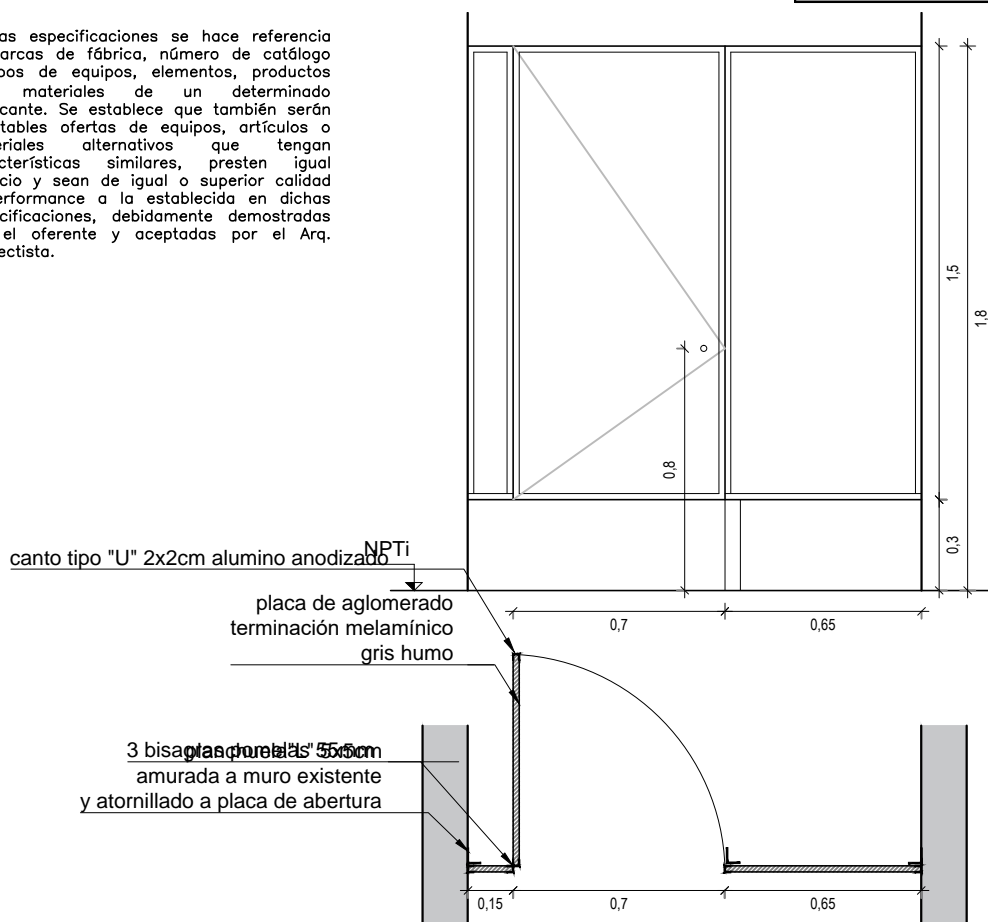 as especificaciones se hace referencia
arcas de fábrica, número de catálogo
pos de equipos, elementos, productos
materiales de un determinado
cante. Se establece que también serán
tables ofertas de equipos, artículos o
eriales alternativos que tengan
cterísticas similares, presten igual
cio y sean de igual o superior calidad
erformance a la establecida en dichas
cificaciones, debidamente demostradas
el oferente y aceptadas por el Arq.
ectista.
1,5
1,8
0,8
0,3
NPTi
canto tipo "U" 2x2cm alumino anodizado
placa de aglomerado
terminación melamínico
gris humo
0,7
0,65
3 bisagras pomelas
planchuela "L" 5x5cm
amurada a muro existente
y atornillado a placa de abertura
0,15
0,7
0,65